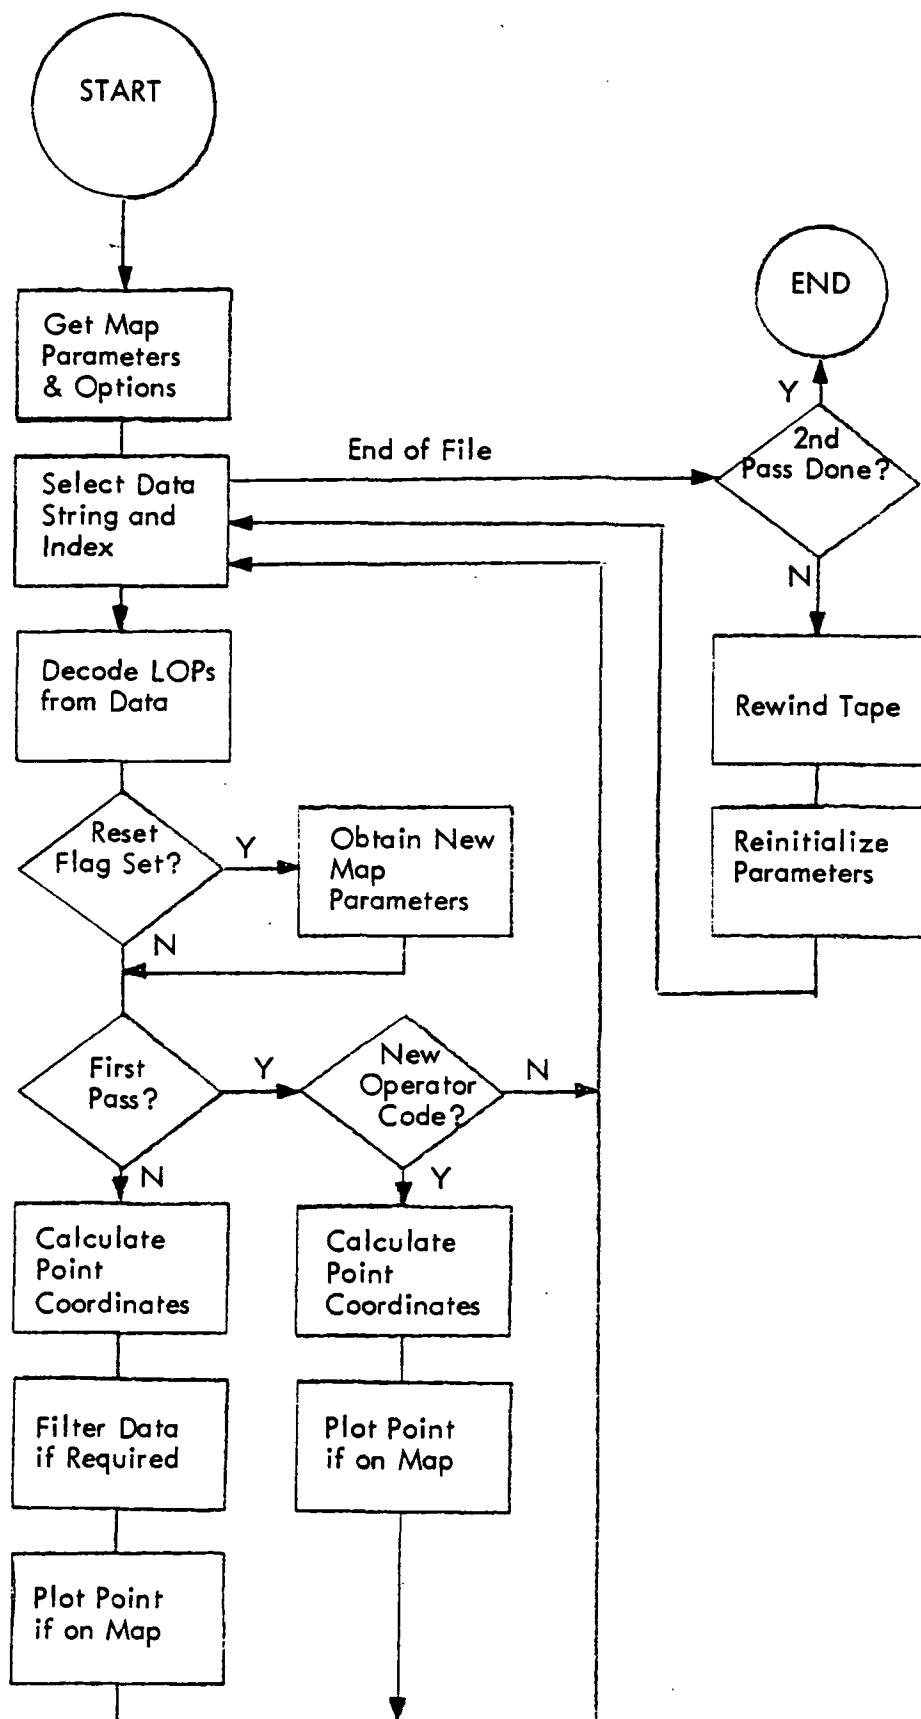 START
Get Map
Parameters
& Options
END
Y
2nd
Pass Done?
End of File
Select Data
String and
Index
N
Decode LOPs
from Data
Rewind Tape
Reset
Flag Set?
Y
Obtain New
Map
Parameters
Reinitialize
Parameters
N
First
Pass?
Y
New
Operator
Code?
N
N
Y
Calculate
Point
Coordinates
Calculate
Point
Coordinates
Filter Data
if Required
Plot Point
if on Map
Plot Point
if on Map